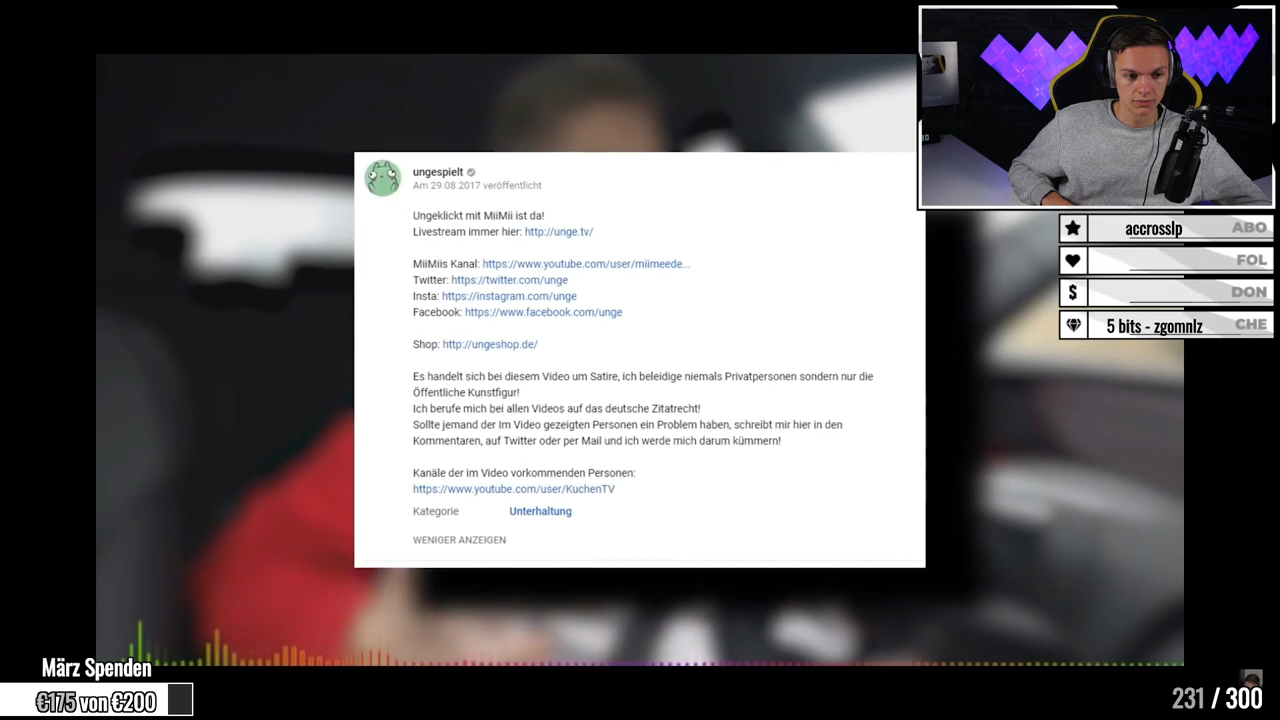 ungespielt
Am 29.08.2017 veröffentlicht
Ungeklickt mit MiiMii ist da!
Livestream immer hier: http://unge.tv/
MiiMiis Kanal: https://www.youtube.com/user/miimeede...
Twitter: https://twitter.com/unge
Insta: https://instagram.com/unge
Facebook: https://www.facebook.com/unge
Shop: http://ungeshop.de/
Es handelt sich bei diesem Video um Satire, ich beleidige niemals Privatpersonen sondern nur die
Öffentliche Kunstfigur!
Ich berufe mich bei allen Videos auf das deutsche Zitatrecht!
Sollte jemand der Im Video gezeigten Personen ein Problem haben, schreibt mir hier in den
Kommentaren, auf Twitter oder per Mail und ich werde mich darum kümmern!
Kanäle der im Video vorkommenden Personen:
https://www.youtube.com/user/KuchenTV
Kategorie Unterhaltung
WENIGER ANZEIGEN
accrosslp ABO
FOL
$ DON
5 bits - zgomnlz CHE
März Spenden
€175 von €200
231 / 300